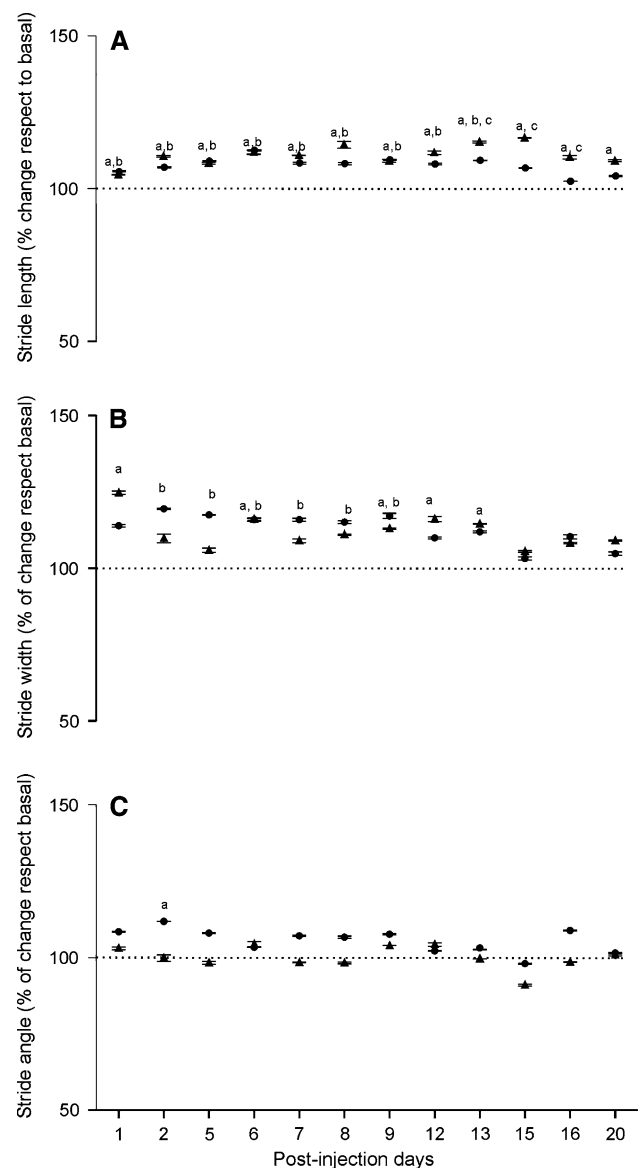 A
Stride length (% change respect to basal)
150
100
50
a,b
a,b
a,b
a,b
a,b
a,b
a,b
a,b
a, b, c
a, c
a, c
a
B
Stride width (% of change respect basal)
150
100
50
a
b
b
a, b
b
b
a, b
a
a
C
Stride angle (% of change respect basal)
150
100
50
a
1 2 5 6 7 8 9 12 13 15 16 20
Post-injection days